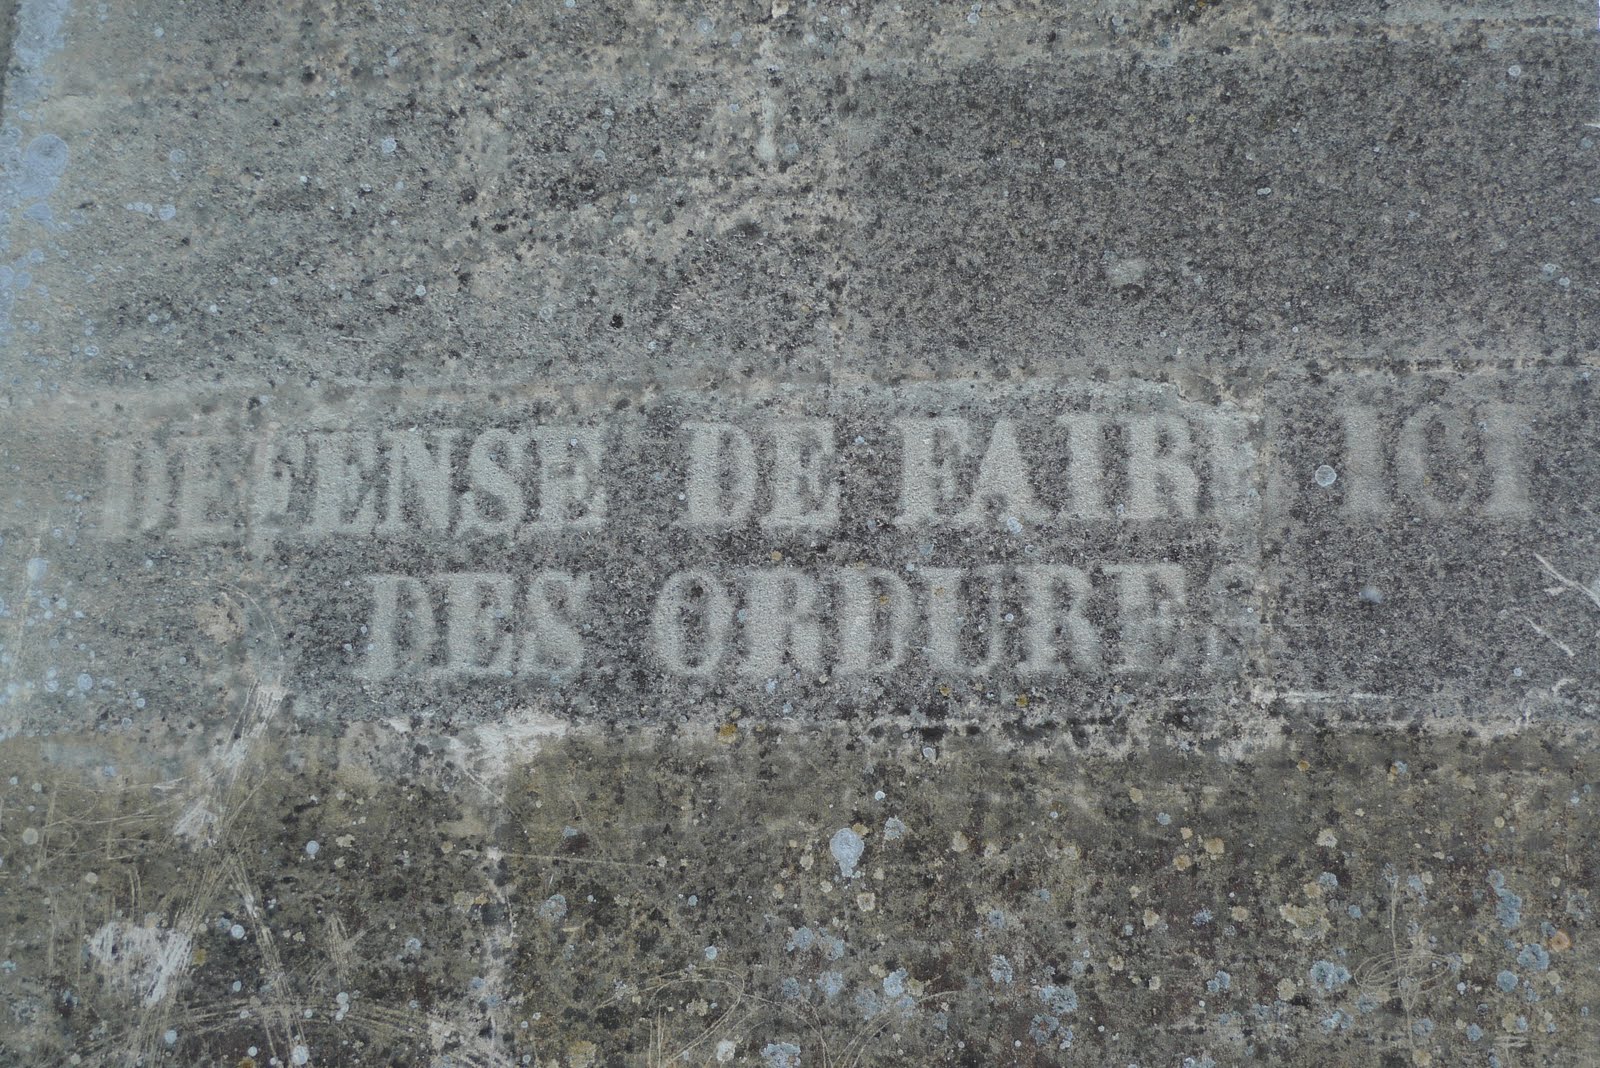 DEFENSE DE FAIRE ICI
DES ORDURES